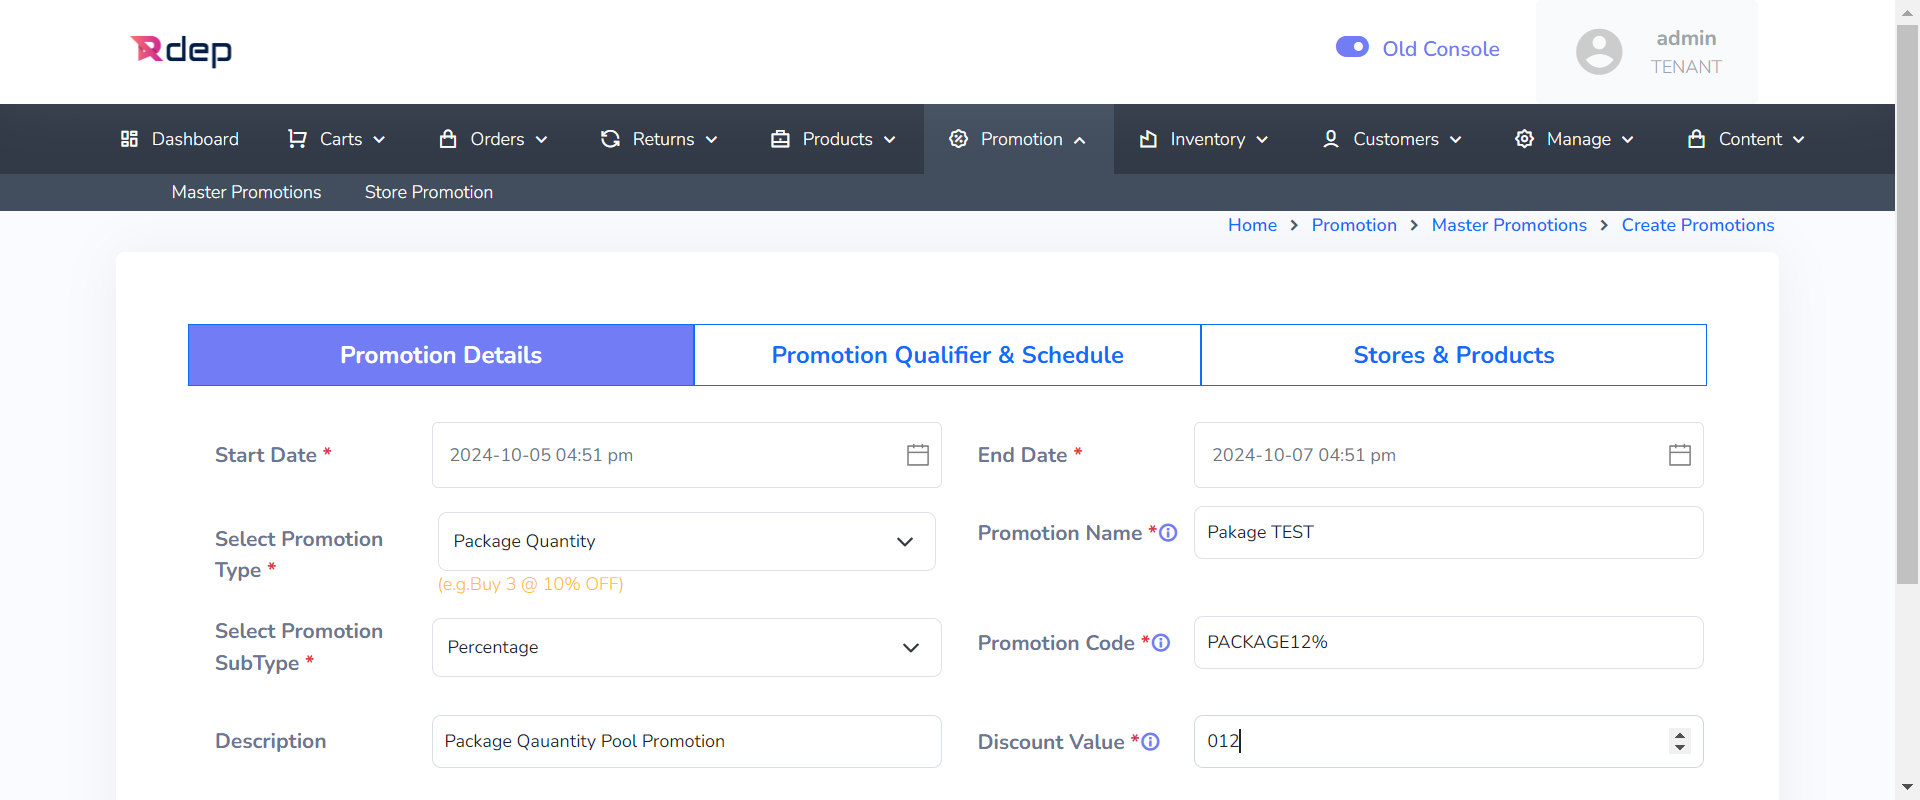 Rdep
Old Console
admin
TENANT
Dashboard Carts Orders Returns Products Promotion Inventory Customers Manage Content
Master Promotions Store Promotion
Home > Promotion > Master Promotions > Create Promotions
Promotion Details Promotion Qualifier & Schedule Stores & Products
Start Date * 2024-10-05 04:51 pm End Date * 2024-10-07 04:51 pm
Select Promotion
Type * Package Quantity
(e.g.Buy 3 @ 10% OFF)
Promotion Name * Pakage TEST
Select Promotion
SubType * Percentage
Promotion Code * PACKAGE12%
Description Package Qauantity Pool Promotion Discount Value * 012